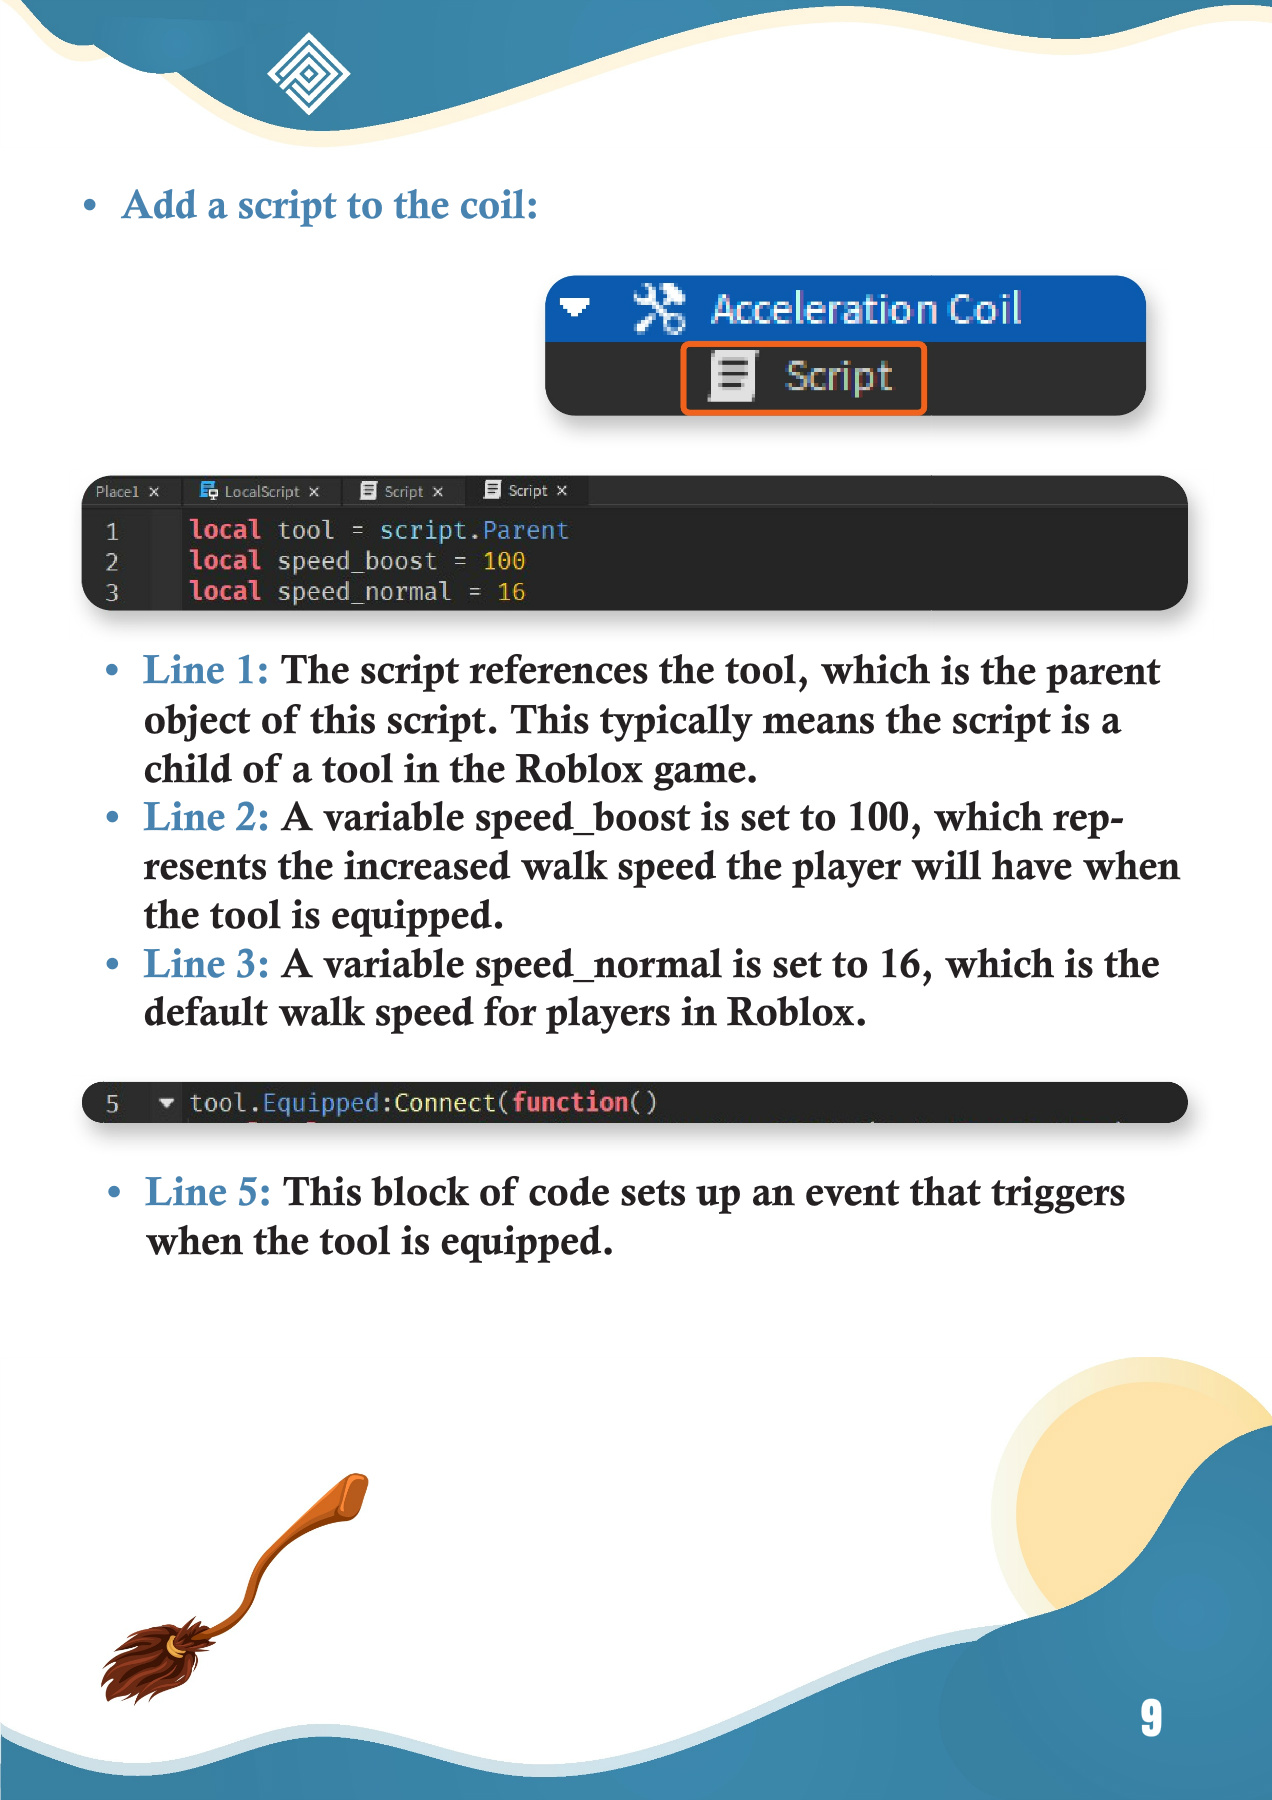 • Add a script to the coil:
Acceleration Coil
Script
Place1 × LocalScript × Script × Script ×
1 local tool = script.Parent
2 local speed_boost = 100
3 local speed_normal = 16
• Line 1: The script references the tool, which is the parent
object of this script. This typically means the script is a
child of a tool in the Roblox game.
• Line 2: A variable speed_boost is set to 100, which rep-
resents the increased walk speed the player will have when
the tool is equipped.
• Line 3: A variable speed_normal is set to 16, which is the
default walk speed for players in Roblox.
5 tool.Equipped:Connect(function()
• Line 5: This block of code sets up an event that triggers
when the tool is equipped.
9